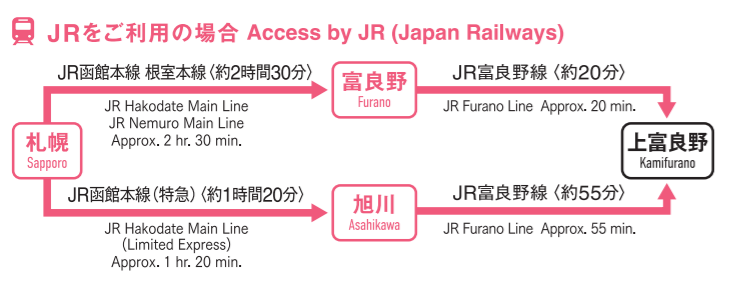 JRをご利用の場合 Access by JR (Japan Railways)
JR函館本線 根室本線〈約2時間30分〉
JR Hakodate Main Line
JR Nemuro Main Line
Approx. 2 hr. 30 min.
富良野
Furano
JR富良野線〈約20分〉
JR Furano Line Approx. 20 min.
札幌
Sapporo
上富良野
Kamifurano
JR函館本線（特急）〈約1時間20分〉
JR Hakodate Main Line
(Limited Express)
Approx. 1 hr. 20 min.
旭川
Asahikawa
JR富良野線〈約55分〉
JR Furano Line Approx. 55 min.